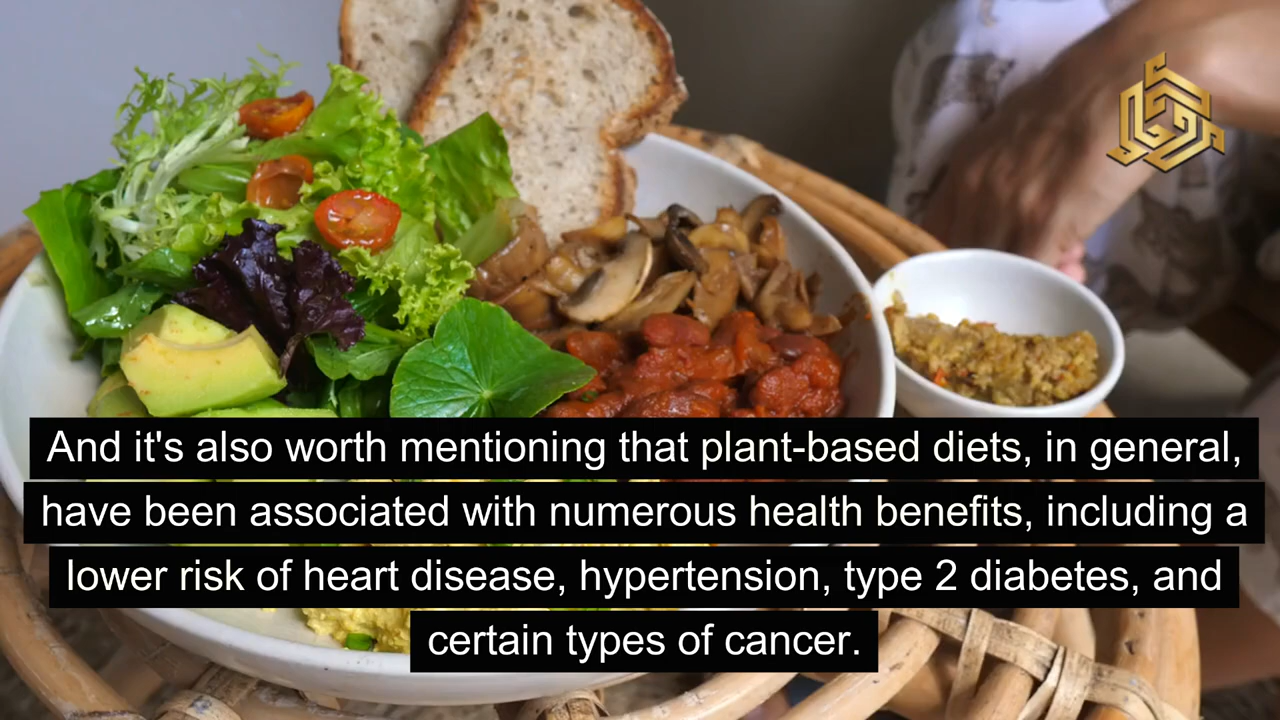 And it's also worth mentioning that plant-based diets, in general,
have been associated with numerous health benefits, including a
lower risk of heart disease, hypertension, type 2 diabetes, and
certain types of cancer.